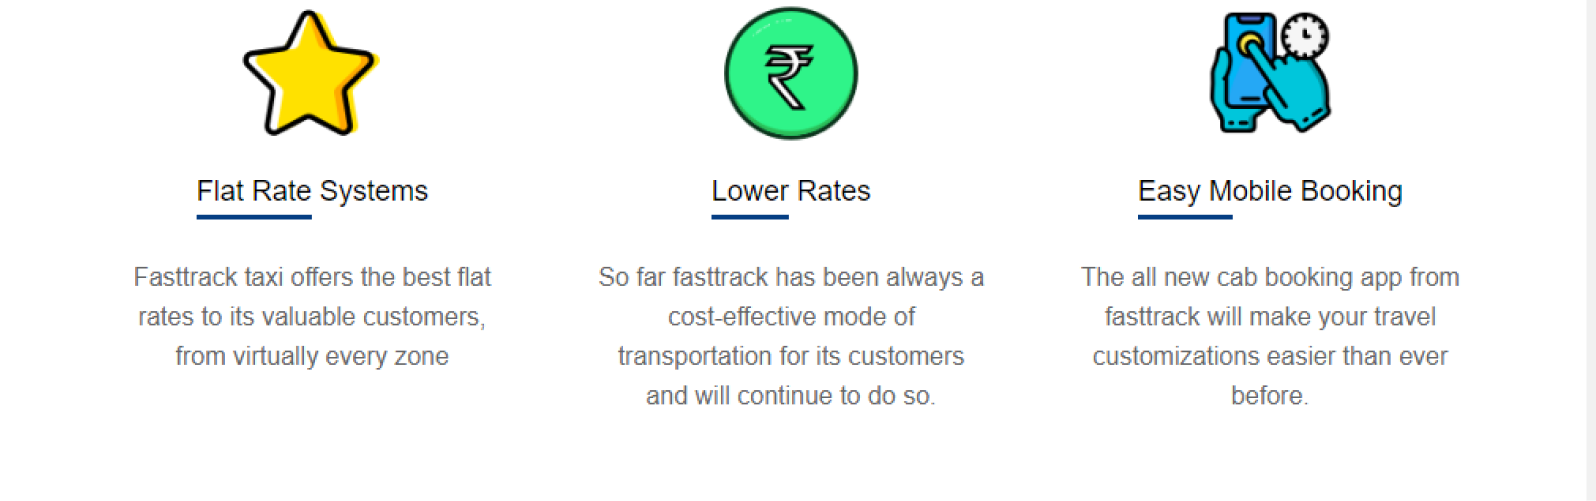 Flat Rate Systems
Fasttrack taxi offers the best flat
rates to its valuable customers,
from virtually every zone
Lower Rates
So far fasttrack has been always a
cost-effective mode of
transportation for its customers
and will continue to do so.
Easy Mobile Booking
The all new cab booking app from
fasttrack will make your travel
customizations easier than ever
before.